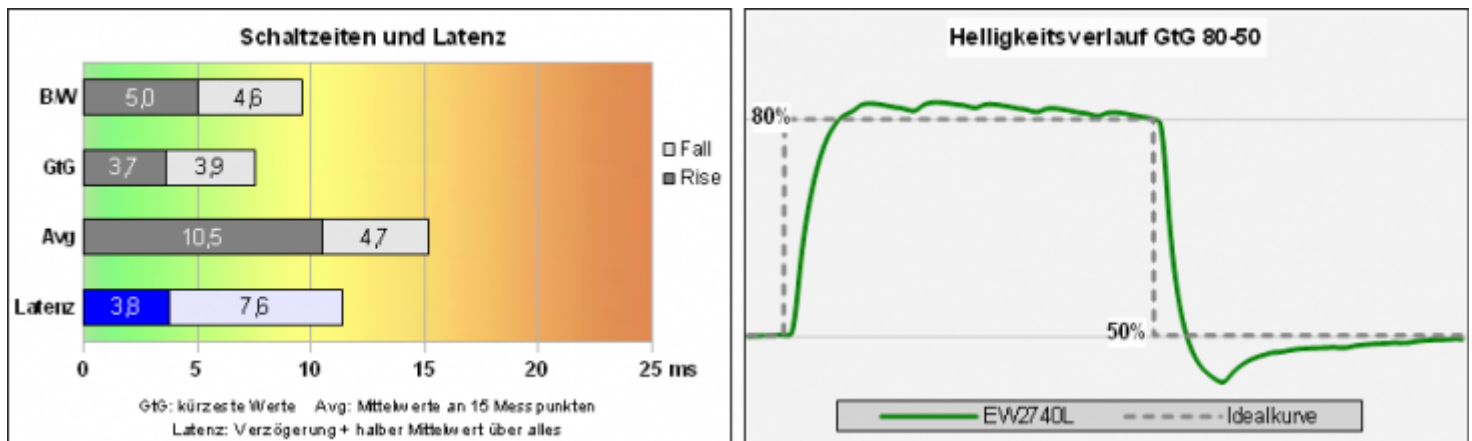 Schaltzeiten und Latenz
B/W 5,0 4,6
GtG 3,7 3,9
Avg 10,5 4,7
Latenz 3,8 7,6
Fall
Rise
0 5 10 15 20 25 ms
GtG: kürzeste Werte Avg: Mittelwerte an 15 Messpunkten
Latenz: Verzögerung + halber Mittelwert über alles
Helligkeitsverlauf GtG 80-50
80%
50%
EW2740L Idealkurve